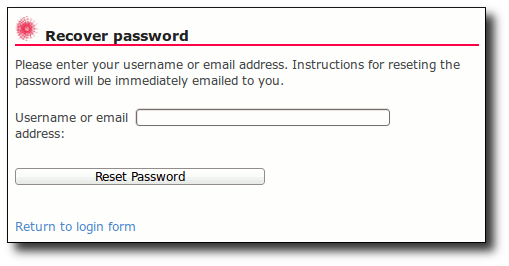 Recover password
Please enter your username or email address. Instructions for reseting the
password will be immediately emailed to you.
Username or email
address:
Reset Password
Return to login form